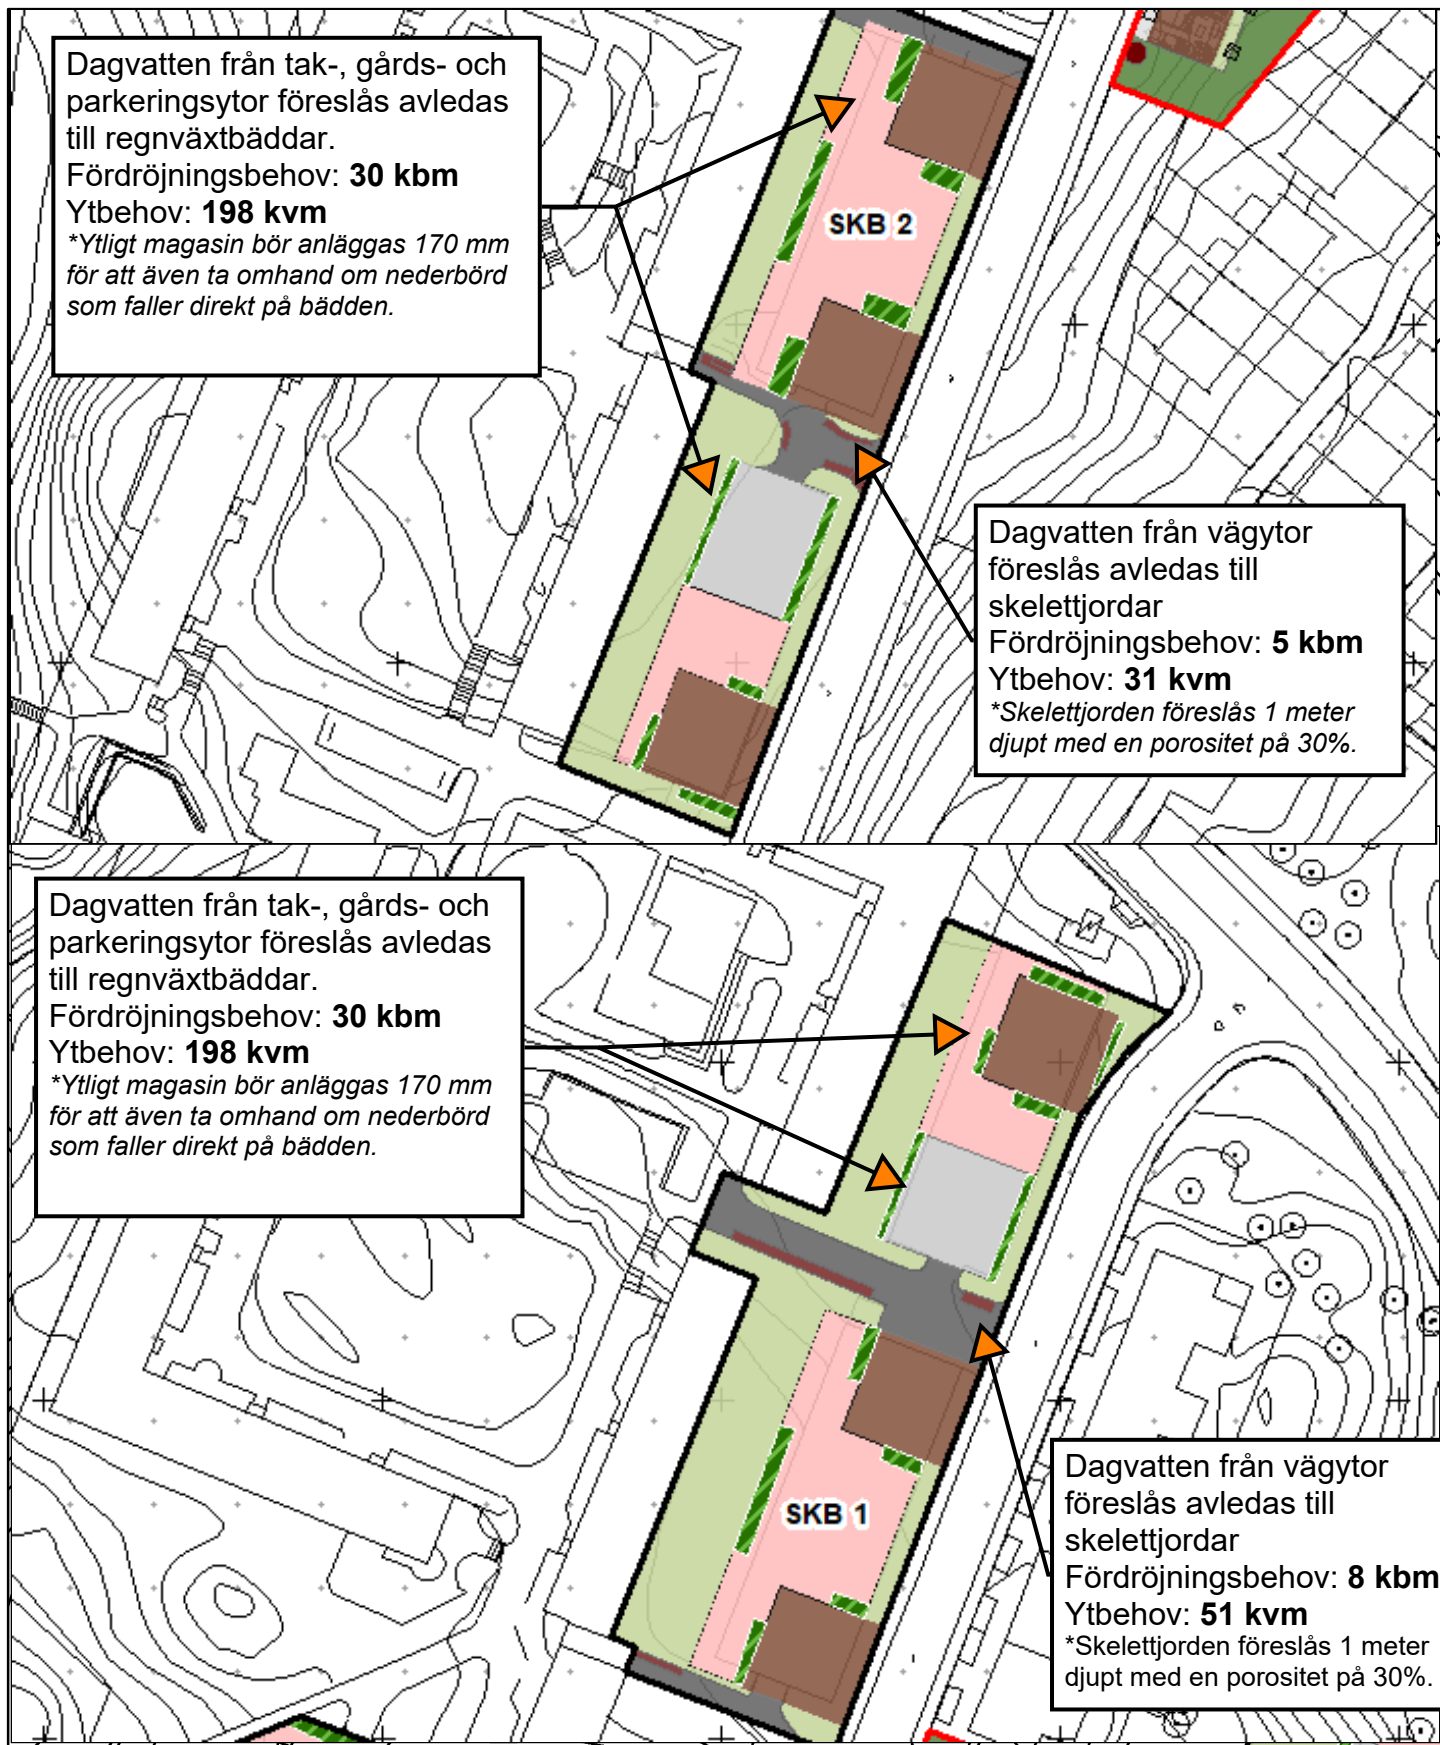 Dagvatten från tak-, gårds- och
parkeringsytor föreslås avledas
till regnväxtbäddar.
Fördröjningsbehov: 30 kbm
Ytbehov: 198 kvm
*Ytligt magasin bör anläggas 170 mm
för att även ta omhand om nederbörd
som faller direkt på bädden.
SKB 2
Dagvatten från vägytor
föreslås avledas till
skelettjordar
Fördröjningsbehov: 5 kbm
Ytbehov: 31 kvm
*Skelettjorden föreslås 1 meter
djupt med en porositet på 30%.
Dagvatten från tak-, gårds- och
parkeringsytor föreslås avledas
till regnväxtbäddar.
Fördröjningsbehov: 30 kbm
Ytbehov: 198 kvm
*Ytligt magasin bör anläggas 170 mm
för att även ta omhand om nederbörd
som faller direkt på bädden.
SKB 1
Dagvatten från vägytor
föreslås avledas till
skelettjordar
Fördröjningsbehov: 8 kbm
Ytbehov: 51 kvm
*Skelettjorden föreslås 1 meter
djupt med en porositet på 30%.